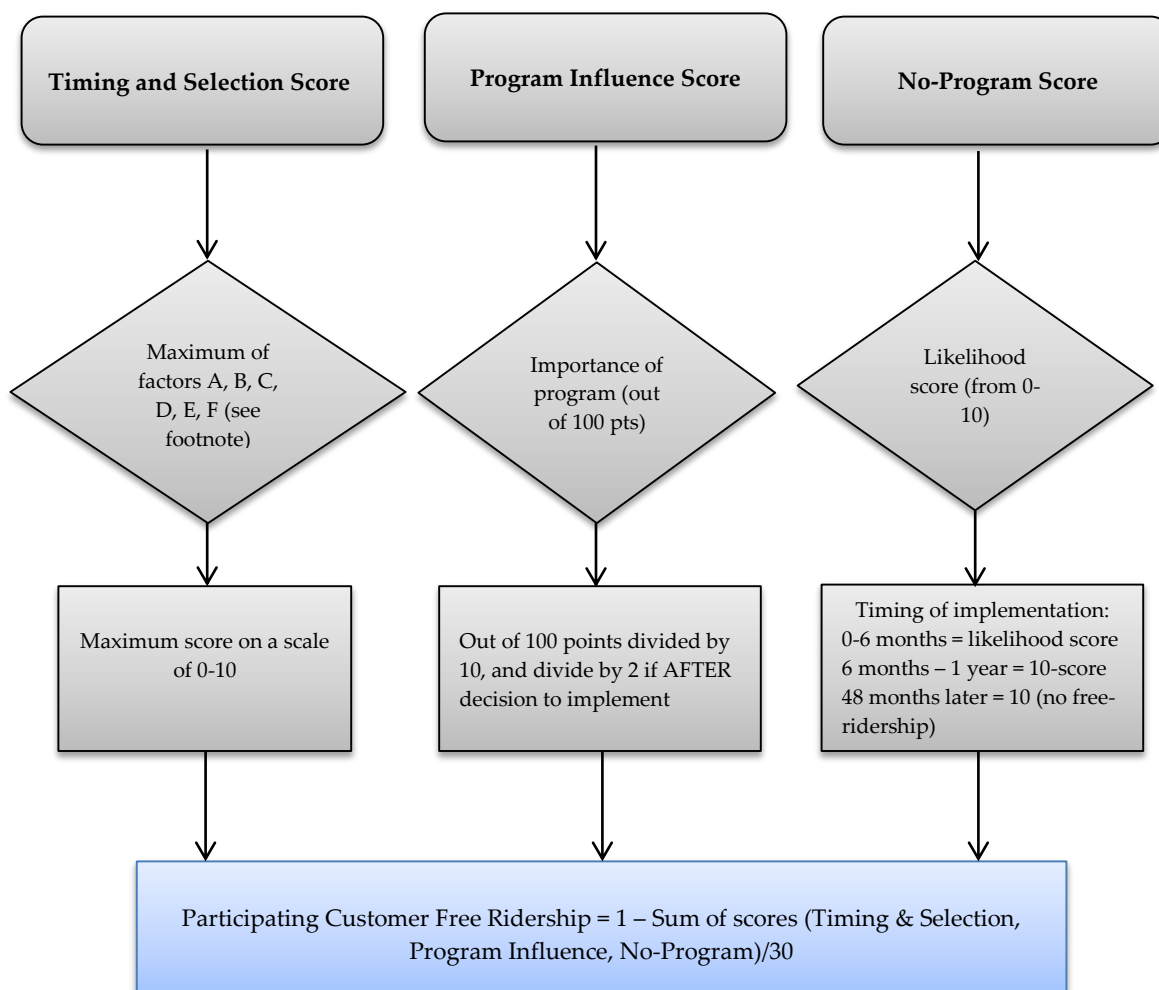 Timing and Selection Score
Program Influence Score
No-Program Score
Maximum of
factors A, B, C,
D, E, F (see
footnote)
Importance of
program (out
of 100 pts)
Likelihood
score (from 0-
10)
Maximum score on a scale
of 0-10
Out of 100 points divided by
10, and divide by 2 if AFTER
decision to implement
Timing of implementation:
0-6 months = likelihood score
6 months – 1 year = 10-score
48 months later = 10 (no free-
ridership)
Participating Customer Free Ridership = 1 – Sum of scores (Timing & Selection,
Program Influence, No-Program)/30